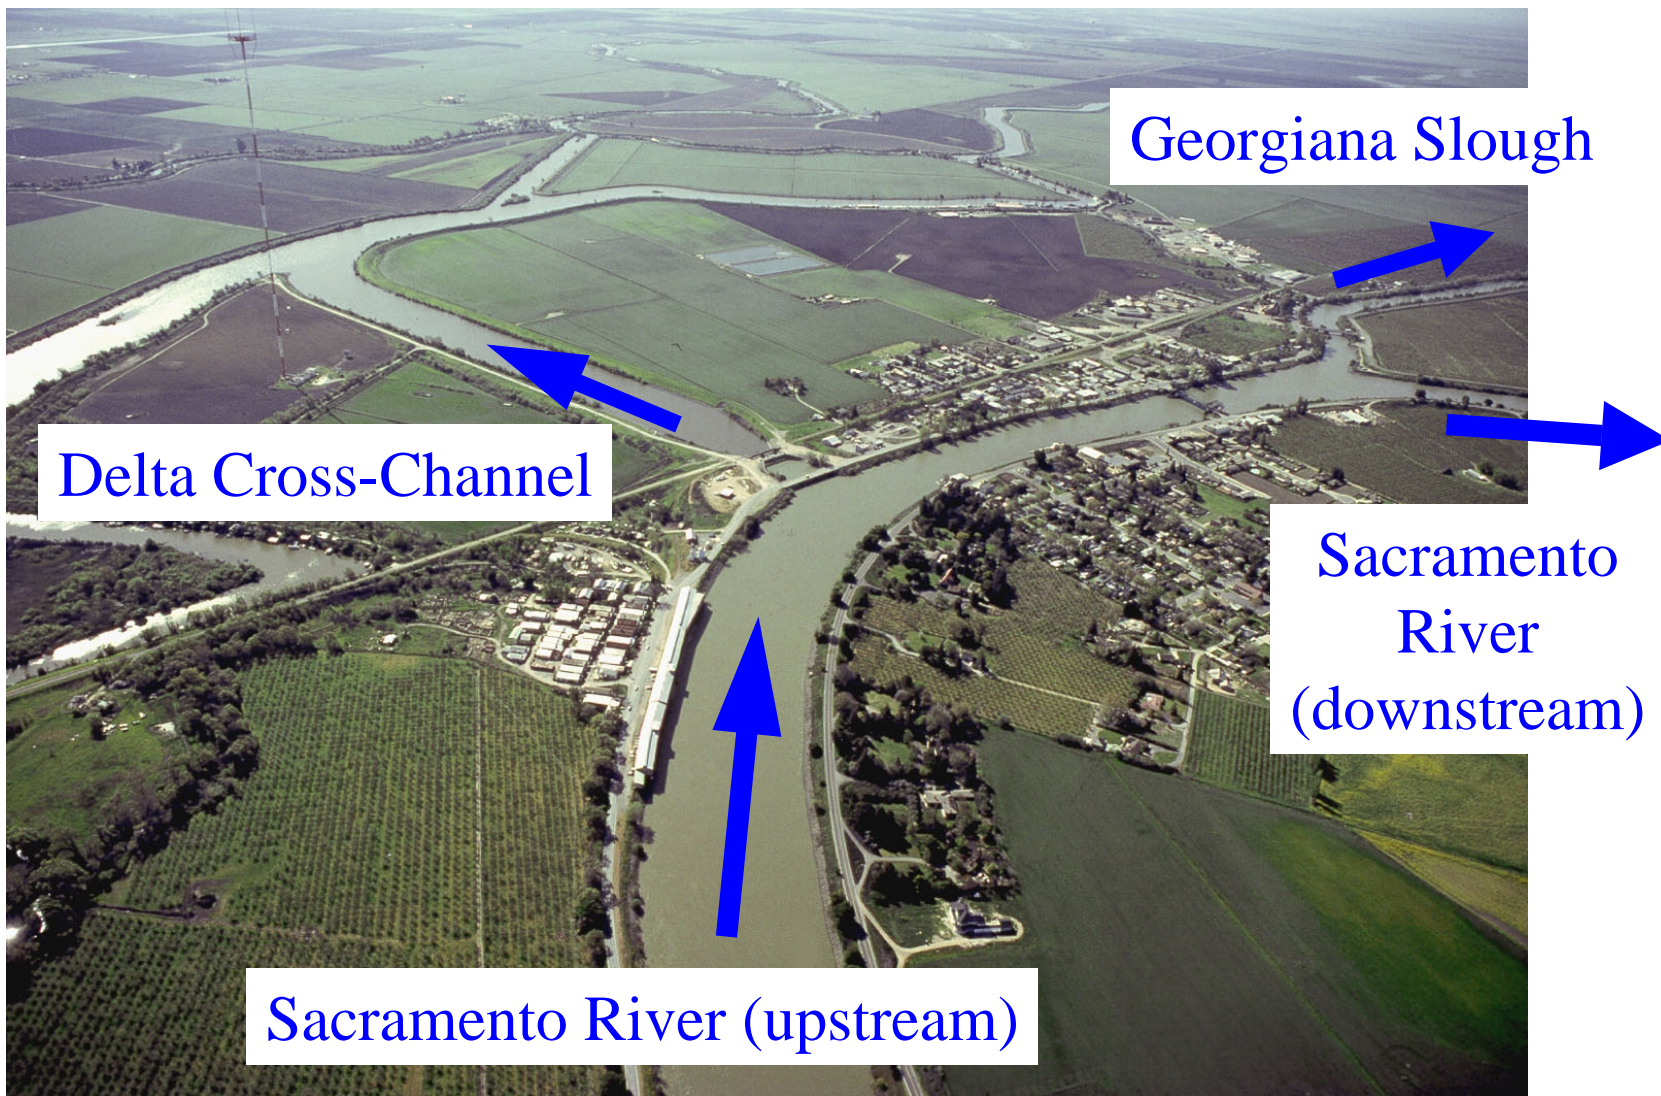 Georgiana Slough
Delta Cross-Channel
Sacramento
River
(downstream)
Sacramento River (upstream)